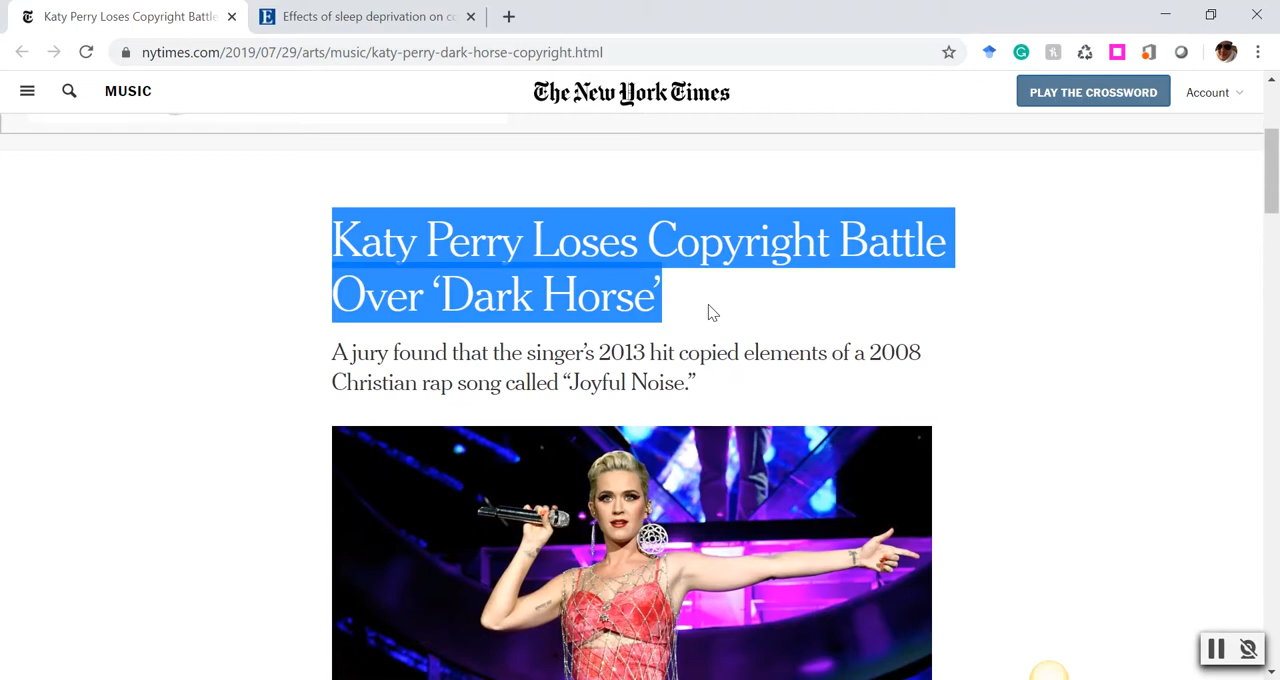 Katy Perry Loses Copyright Battle
Effects of sleep deprivation on co
nytimes.com/2019/07/29/arts/music/katy-perry-dark-horse-copyright.html
MUSIC
The New York Times
PLAY THE CROSSWORD
Account
Katy Perry Loses Copyright Battle
Over ‘Dark Horse’
A jury found that the singer’s 2013 hit copied elements of a 2008
Christian rap song called “Joyful Noise.”